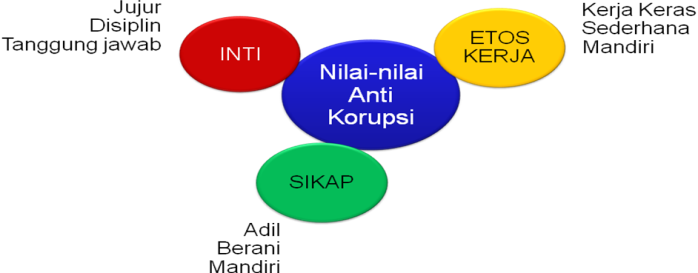 Jujur
Disiplin
Tanggung jawab
INTI
Nilai-nilai
Anti
Korupsi
ETOS
KERJA
Kerja Keras
Sederhana
Mandiri
SIKAP
Adil
Berani
Mandiri